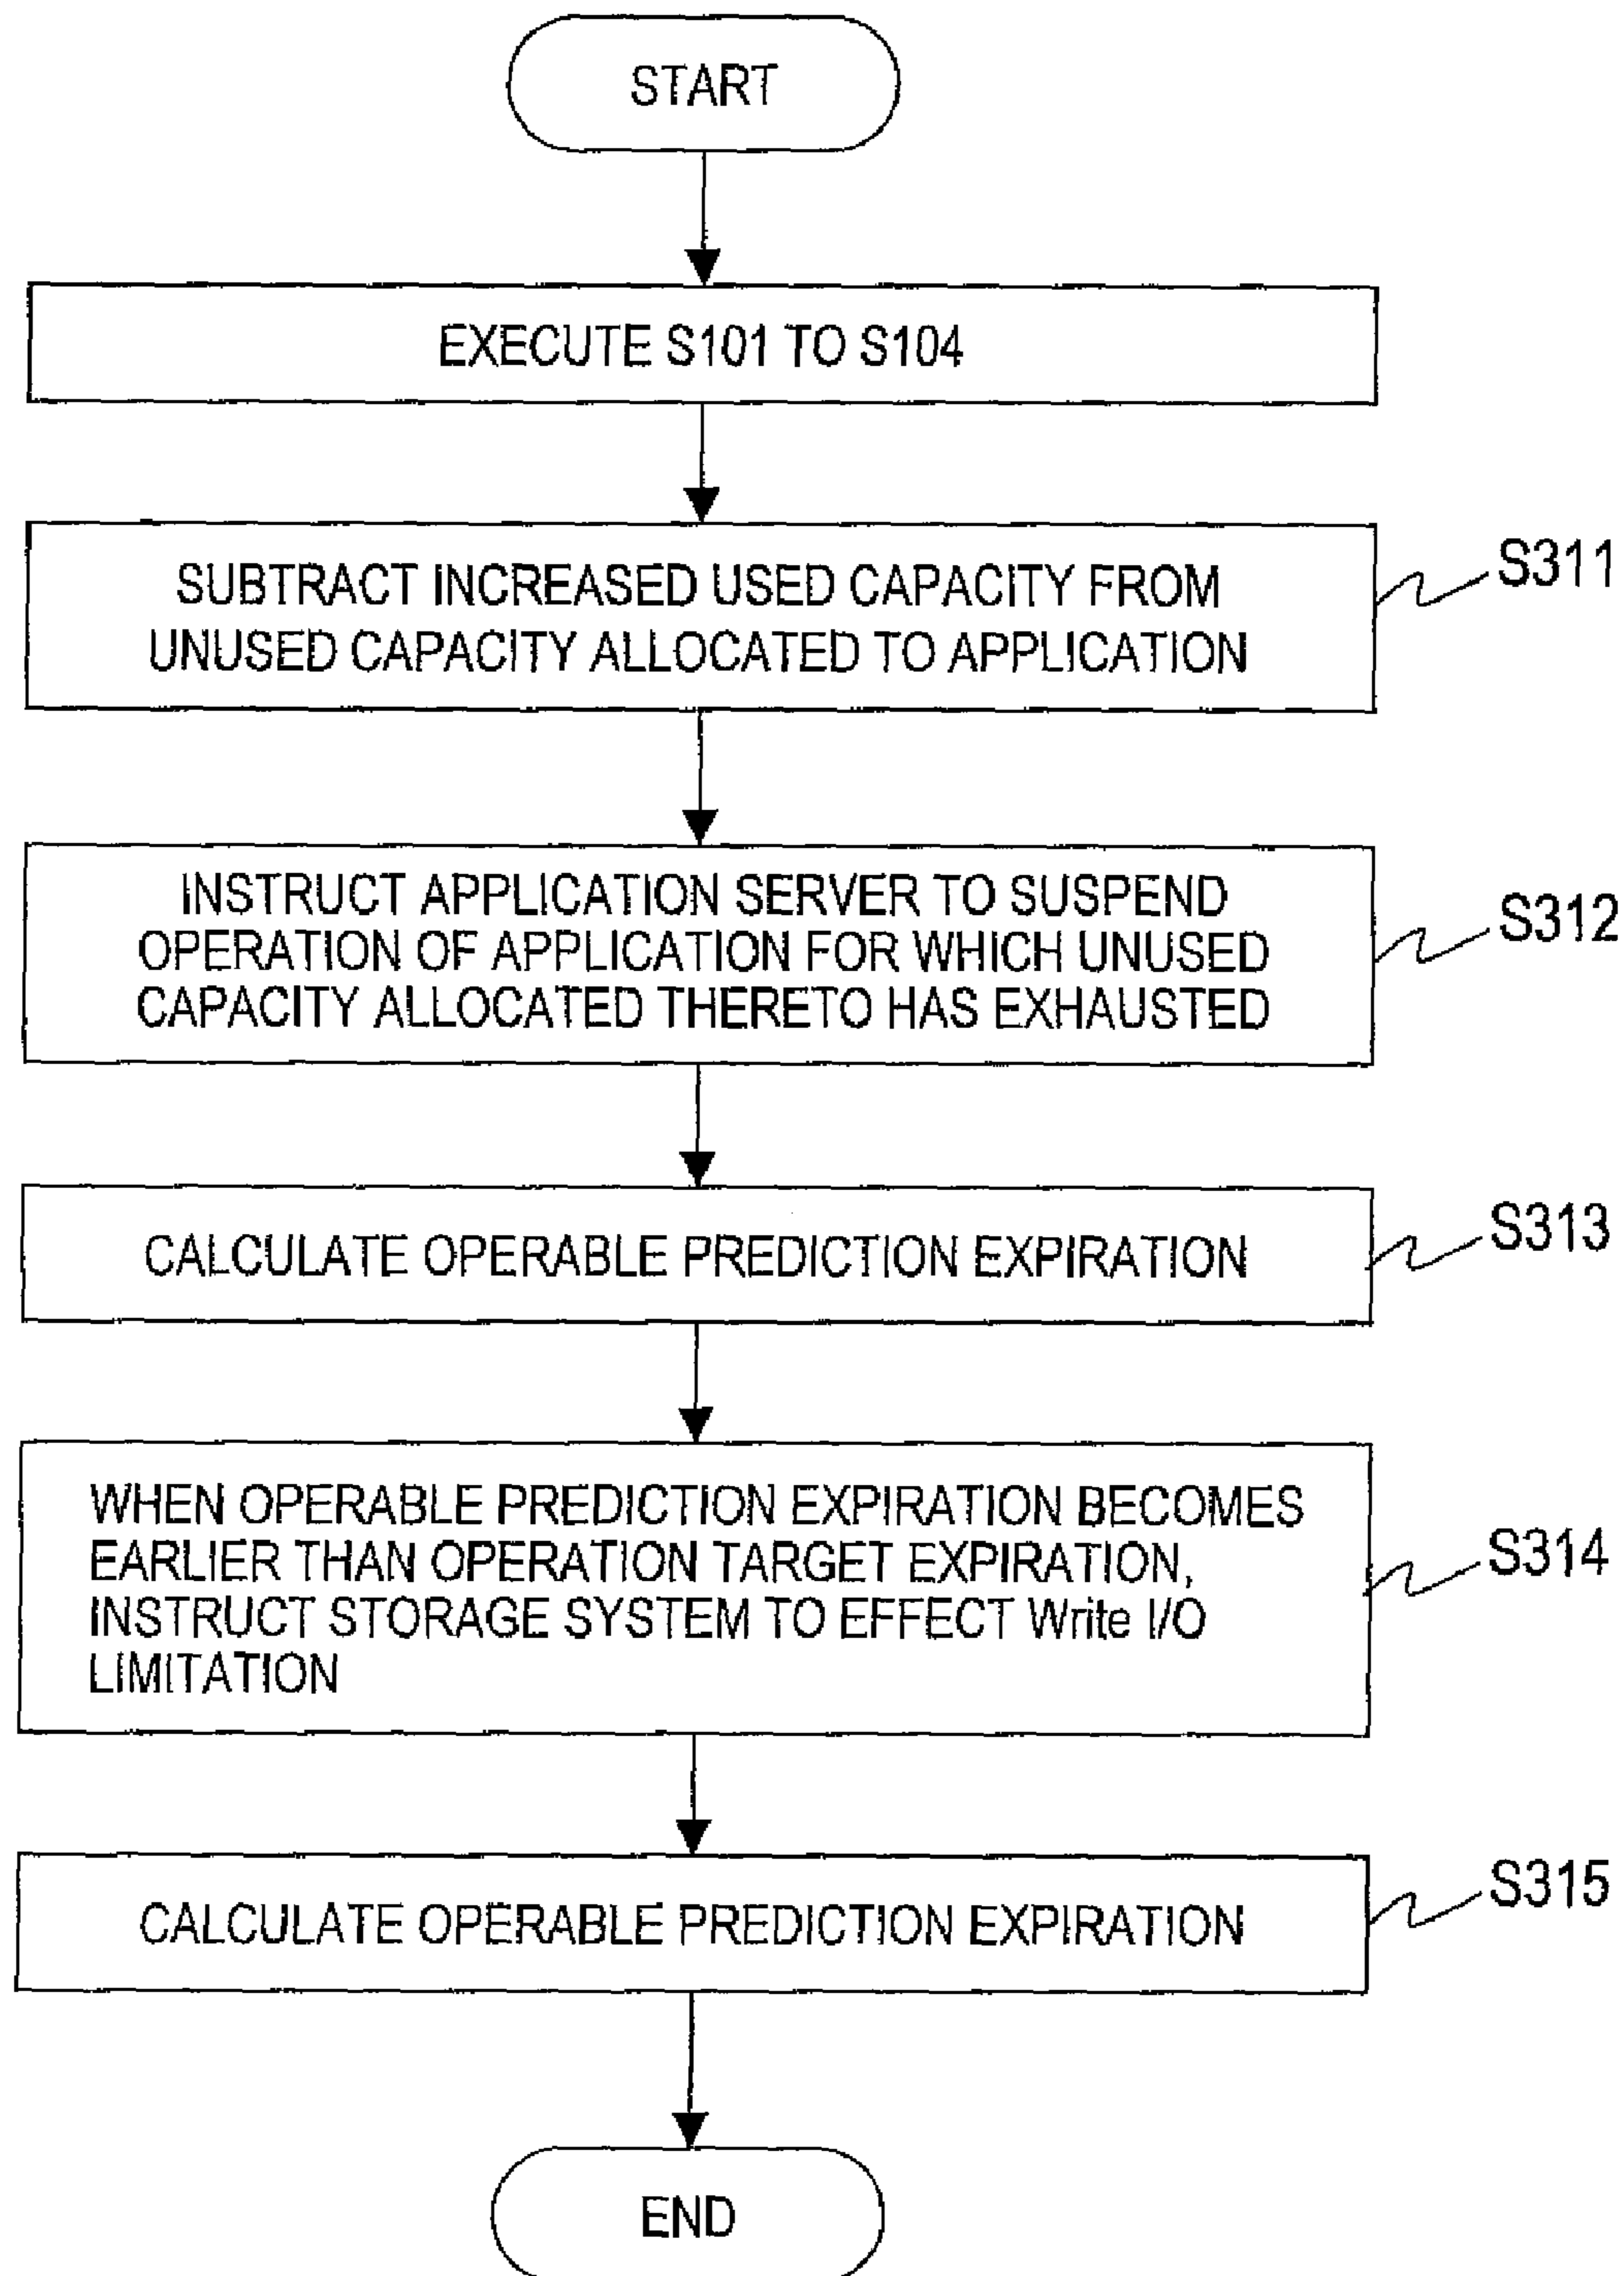 START
EXECUTE S101 TO S104
SUBTRACT INCREASED USED CAPACITY FROM
UNUSED CAPACITY ALLOCATED TO APPLICATION
S311
INSTRUCT APPLICATION SERVER TO SUSPEND
OPERATION OF APPLICATION FOR WHICH UNUSED
CAPACITY ALLOCATED THERETO HAS EXHAUSTED
S312
CALCULATE OPERABLE PREDICTION EXPIRATION
S313
WHEN OPERABLE PREDICTION EXPIRATION BECOMES
EARLIER THAN OPERATION TARGET EXPIRATION,
INSTRUCT STORAGE SYSTEM TO EFFECT Write I/O
LIMITATION
S314
CALCULATE OPERABLE PREDICTION EXPIRATION
S315
END